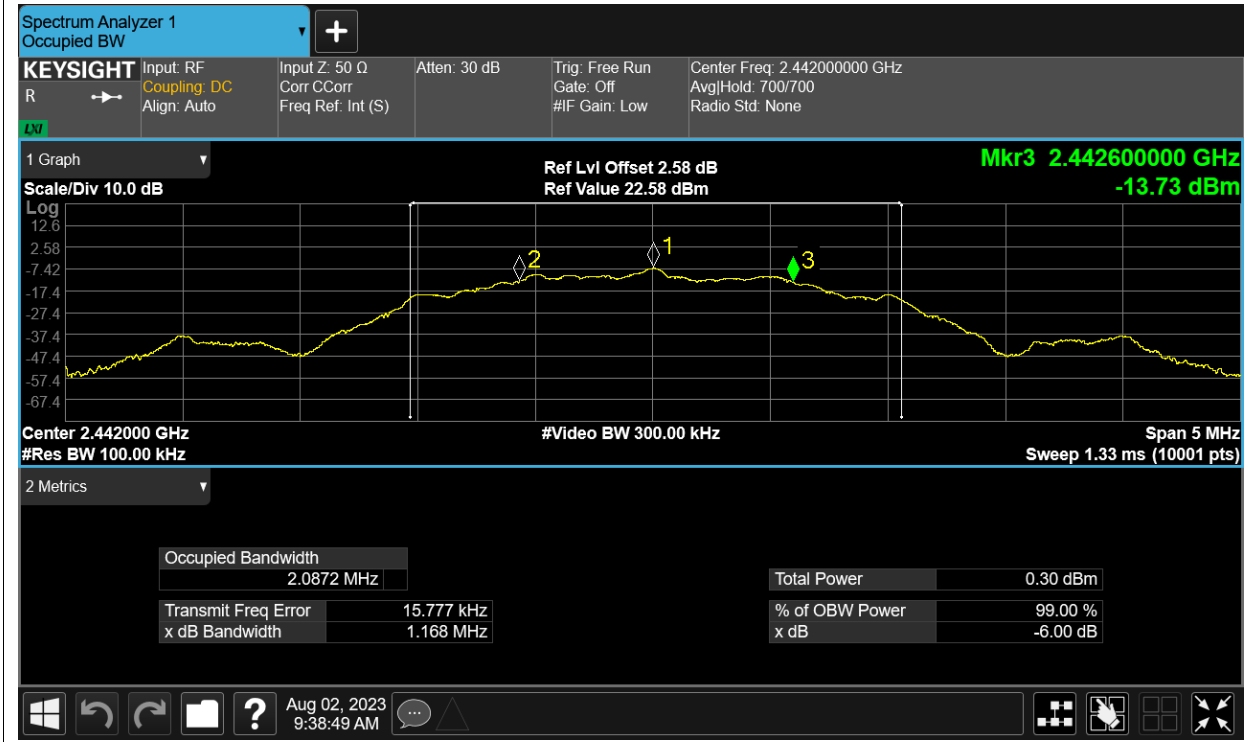 Spectrum Analyzer 1
Occupied BW
KEYSIGHT
R
LXI
Input: RF
Coupling: DC
Align: Auto
Input Z: 50 Ω
Corr CCorr
Freq Ref: Int (S)
Atten: 30 dB
Trig: Free Run
Gate: Off
#IF Gain: Low
Center Freq: 2.442000000 GHz
Avg|Hold: 700/700
Radio Std: None
1 Graph
Scale/Div 10.0 dB
Ref Lvl Offset 2.58 dB
Ref Value 22.58 dBm
Mkr3 2.442600000 GHz
-13.73 dBm
Log
12.6
2.58
-7.42
-17.4
-27.4
-37.4
-47.4
-57.4
-67.4
2
1
3
Center 2.442000 GHz
#Res BW 100.00 kHz
#Video BW 300.00 kHz
Span 5 MHz
Sweep 1.33 ms (10001 pts)
2 Metrics
Occupied Bandwidth
2.0872 MHz
Transmit Freq Error 15.777 kHz
x dB Bandwidth 1.168 MHz
Total Power 0.30 dBm
% of OBW Power 99.00 %
x dB -6.00 dB
?
Aug 02, 2023
9:38:49 AM